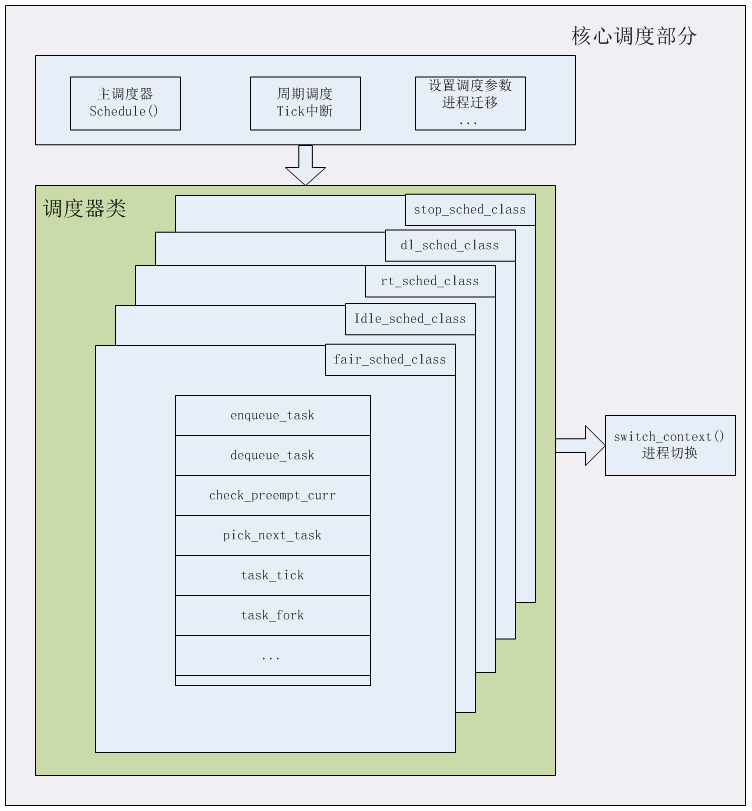 核心调度部分
主调度器
Schedule()
周期调度
Tick中断
设置调度参数
进程迁移
...
调度器类
stop_sched_class
dl_sched_class
rt_sched_class
Idle_sched_class
fair_sched_class
enqueue_task
dequeue_task
check_preempt_curr
pick_next_task
task_tick
task_fork
...
switch_context()
进程切换